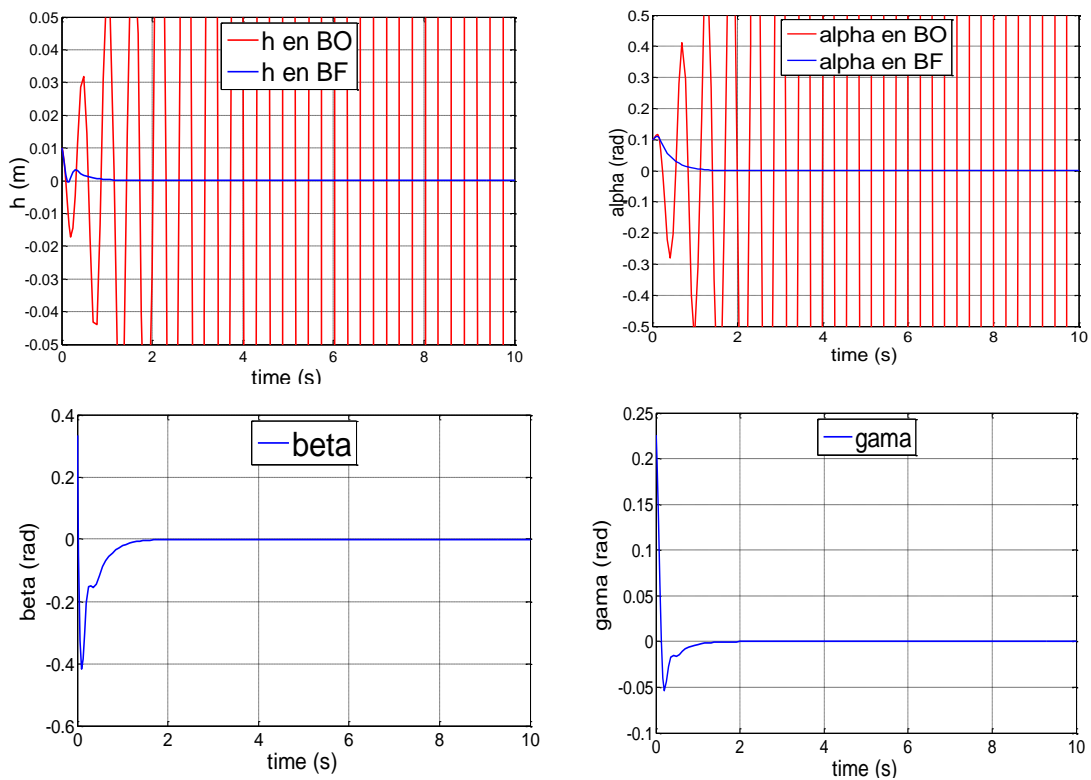 0.05
0.04
0.03
0.02
0.01
0
-0.01
-0.02
-0.03
-0.04
-0.05
h (m)
h en BO
h en BF
0 2 4 6 8 10
time (s)
0.5
0.4
0.3
0.2
0.1
0
-0.1
-0.2
-0.3
-0.4
-0.5
alpha (rad)
alpha en BO
alpha en BF
0 2 4 6 8 10
time (s)
0.4
0.2
0
-0.2
-0.4
-0.6
beta (rad)
beta
0 2 4 6 8 10
time (s)
0.25
0.2
0.15
0.1
0.05
0
-0.05
-0.1
gama (rad)
gama
0 2 4 6 8 10
time (s)